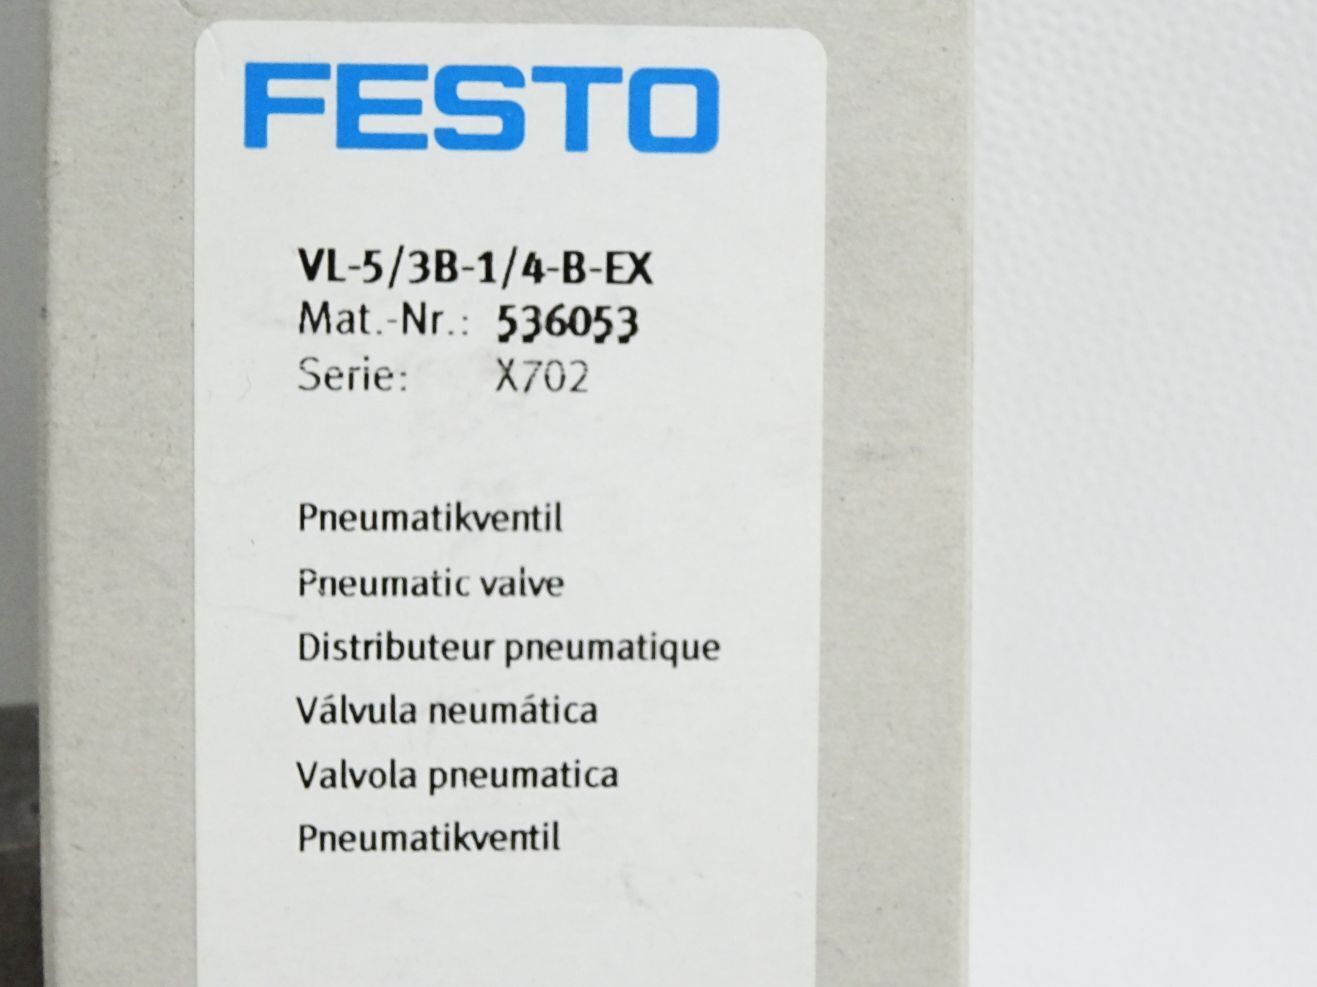 FESTO
VL-5/3B-1/4-B-EX
Mat.-Nr.: 536053
Serie: X702
Pneumatikventil
Pneumatic valve
Distributeur pneumatique
Válvula neumática
Valvola pneumatica
Pneumatikventil